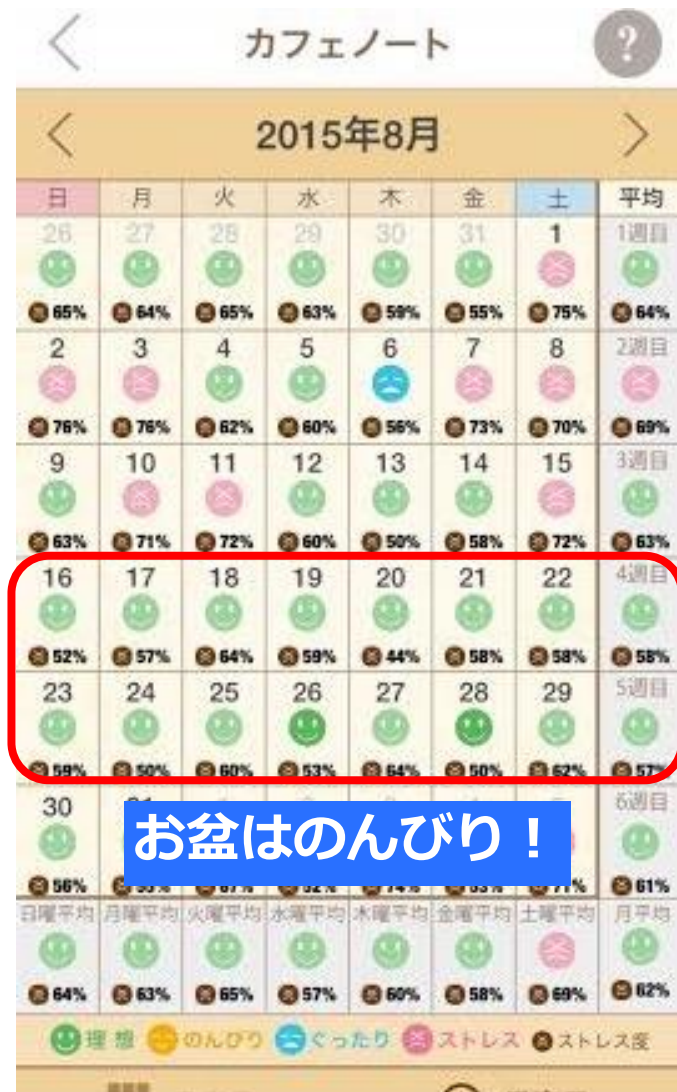 カフェノート ?
2015年8月
日 月 火 水 木 金 土 平均
26 27 28 29 30 31 1 1週目
65% 64% 65% 63% 59% 55% 75% 64%
2 3 4 5 6 7 8 2週目
76% 76% 62% 60% 56% 73% 70% 69%
9 10 11 12 13 14 15 3週目
63% 71% 72% 60% 50% 58% 72% 63%
16 17 18 19 20 21 22 4週目
52% 57% 64% 59% 44% 58% 58% 58%
23 24 25 26 27 28 29 5週目
59% 50% 60% 53% 64% 50% 62% 57%
30 6週目
お盆はのんびり！
56% 61%
日曜平均 月曜平均 火曜平均 水曜平均 木曜平均 金曜平均 土曜平均 月平均
64% 63% 65% 57% 60% 58% 69% 62%
理想 のんびり ぐったり ストレス ストレス度